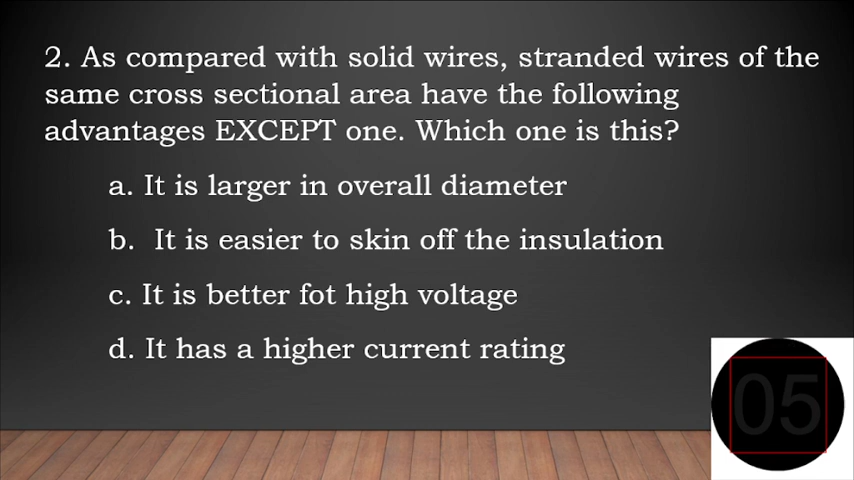 2. As compared with solid wires, stranded wires of the
same cross sectional area have the following
advantages EXCEPT one. Which one is this?
a. It is larger in overall diameter
b. It is easier to skin off the insulation
c. It is better fot high voltage
d. It has a higher current rating
05